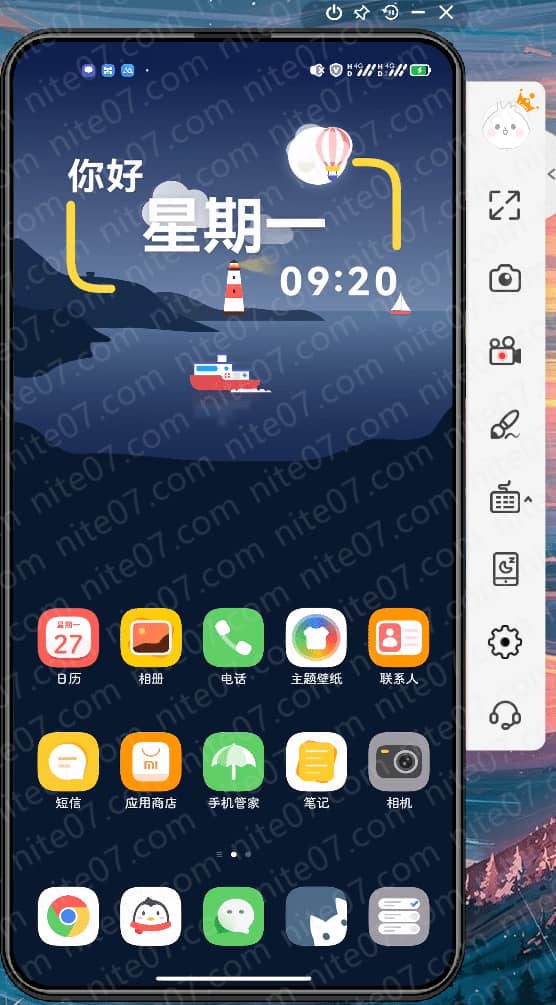 你好
星期一
09:20
星期一
27
日历
相册
电话
主题壁纸
联系人
短信
mi
应用商店
手机管家
笔记
相机
nite07.com